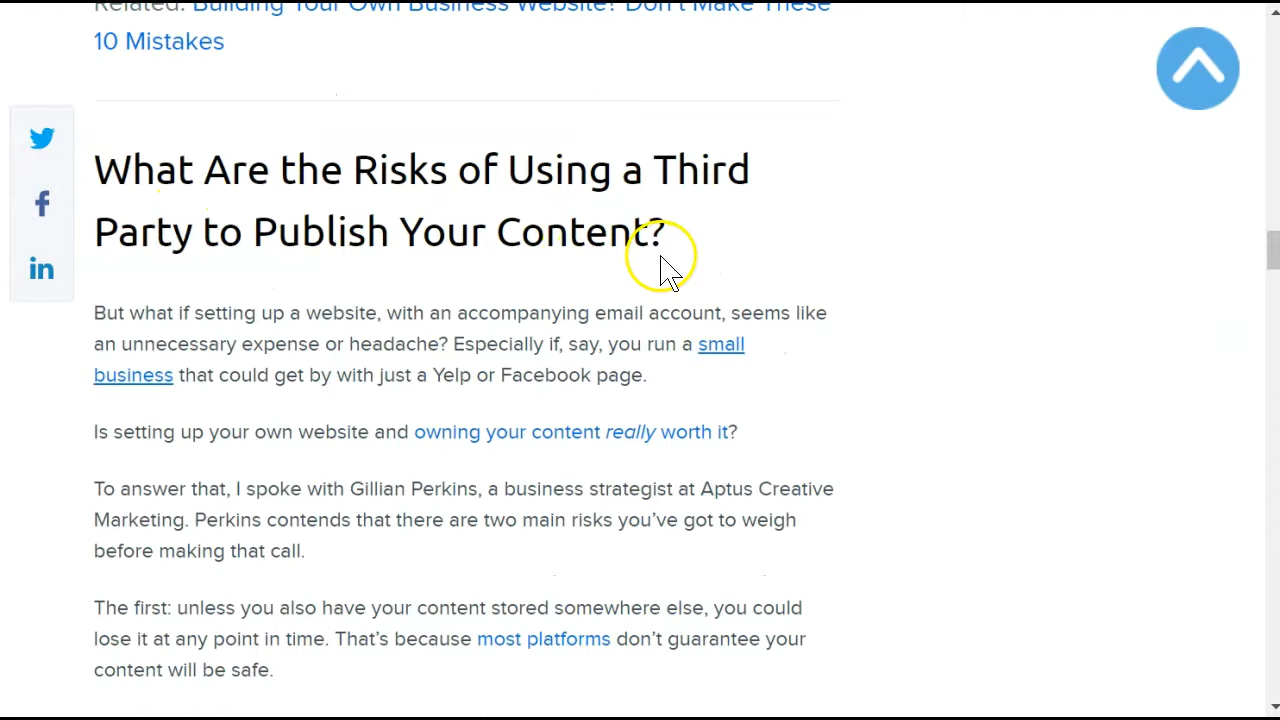 Related: Building Your Own Business Website? Don't Make These
10 Mistakes
What Are the Risks of Using a Third
Party to Publish Your Content?
But what if setting up a website, with an accompanying email account, seems like
an unnecessary expense or headache? Especially if, say, you run a small
business that could get by with just a Yelp or Facebook page.
Is setting up your own website and owning your content really worth it?
To answer that, I spoke with Gillian Perkins, a business strategist at Aptus Creative
Marketing. Perkins contends that there are two main risks you’ve got to weigh
before making that call.
The first: unless you also have your content stored somewhere else, you could
lose it at any point in time. That’s because most platforms don’t guarantee your
content will be safe.